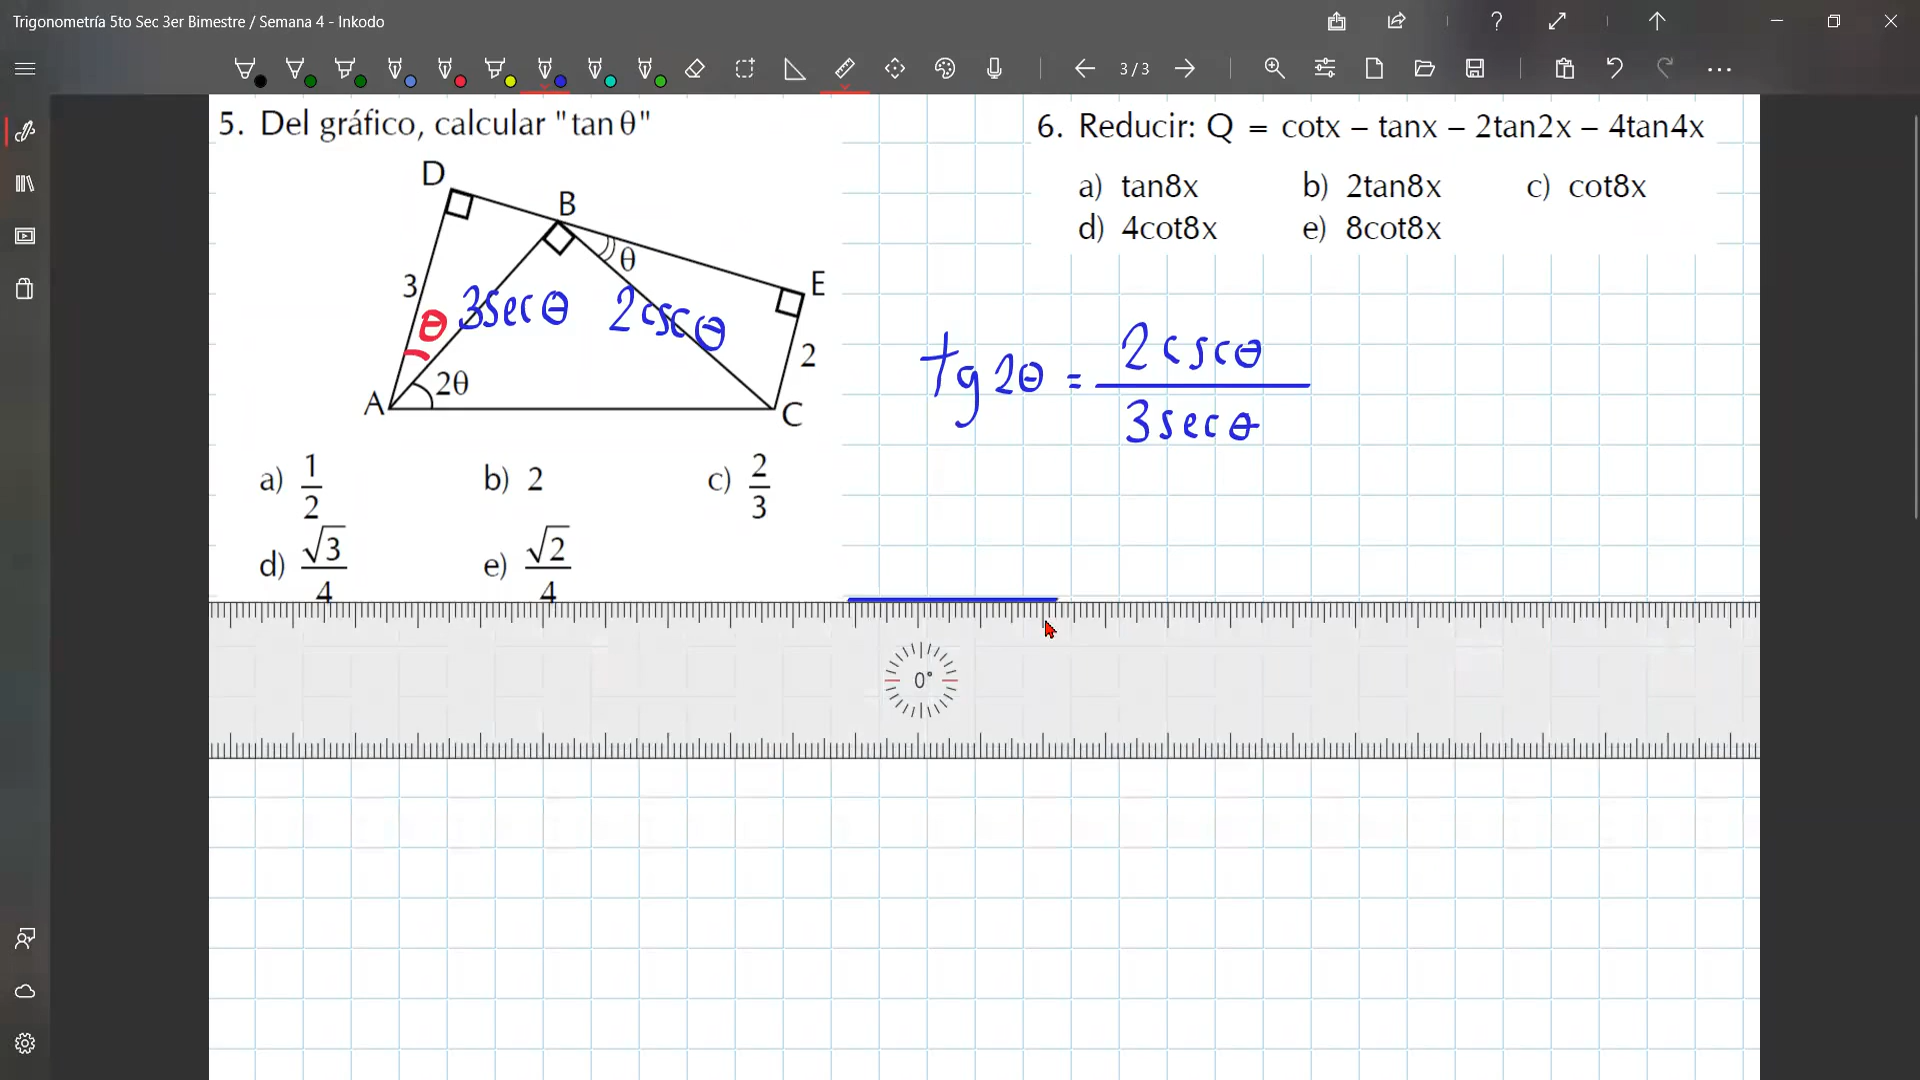 Trigonometría 5to Sec 3er Bimestre / Semana 4 - Inkodo
3 / 3
5. Del gráfico, calcular "tan θ"
D
B
θ
E
3
θ
3secθ
2cscθ
2
2θ
A
C
a) 1/2
b) 2
c) 2/3
d) √3/4
e) √2/4
6. Reducir: Q = cotx – tanx – 2tan2x – 4tan4x
a) tan8x
b) 2tan8x
c) cot8x
d) 4cot8x
e) 8cot8x
tg2θ = 2cscθ/3secθ
0°